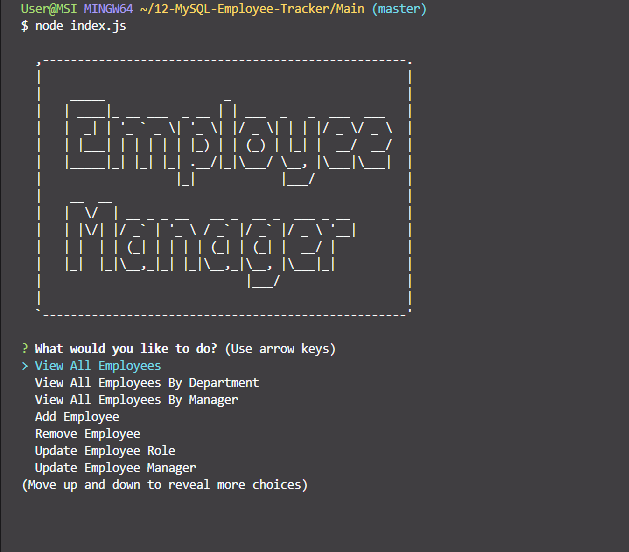 User@MSI MINGW64 ~/12-MySQL-Employee-Tracker/Main (master)
$ node index.js
Employee
Manager
? What would you like to do? (Use arrow keys)
> View All Employees
View All Employees By Department
View All Employees By Manager
Add Employee
Remove Employee
Update Employee Role
Update Employee Manager
(Move up and down to reveal more choices)